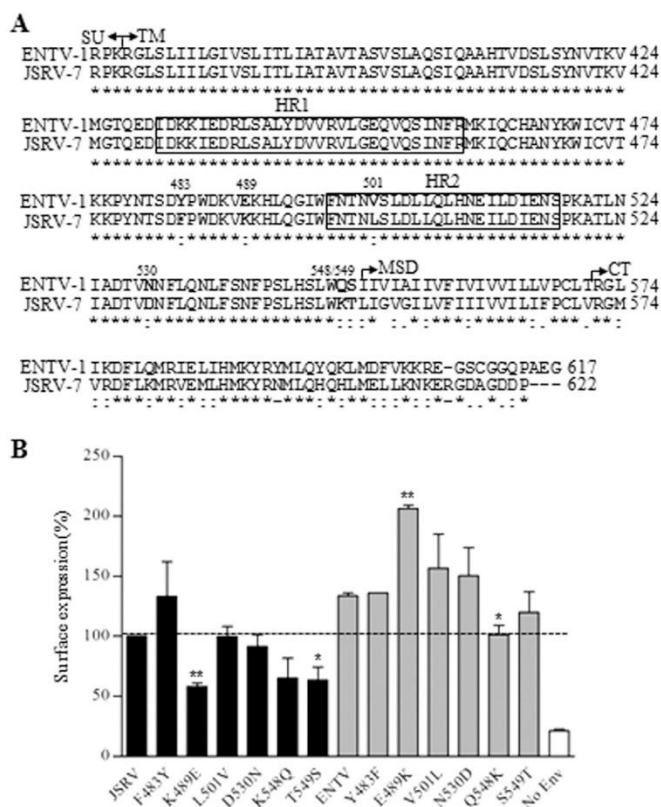 A
SU TM
ENTV-1 RPKRGLSLIILGIVSLITLIATAVTASVSLAQSIQAAHTVDSLSYNVTKV 424
JSRV-7 RPKRGLSLIILGIVSLITLIATAVTASVSLAQSIQAAHTVDSLSYNVTKV 424
**************************************************
HR1
ENTV-1 MGTQEDIDKKIEDRLSALYDVVRVLGEQVQSINFRMKIQCHANYKWICVT 474
JSRV-7 MGTQEDIDKKIEDRLSALYDVVRVLGEQVQSINFRMKIQCHANYKWICVT 474
**************************************************
483 489 501 HR2
ENTV-1 KKPYNTSDYPWDKVEKHLQGIWFNTNVSLDLLQLHNEILDIENSPKATLN 524
JSRV-7 KKPYNTSDFPWDKVKKHLQGIWFNTNLSLDLLQLHNEILDIENSPKATLN 524
********:*****:***********:***********************
530 548/549 MSD CT
ENTV-1 IADTVNNFLQNLFSNFPSLHSLWQSIIVIAIIVFIVIVVILLVPCLTRGL 574
JSRV-7 IADTVDNFLQNLFSNFPSLHSLWKTLIGVGILVFIVIVVILIFPCLVRGM 574
ENTV-1 IKDFLQMRIELIHMKYRYMLQYQKLMDFVKKRE-GSCGGQPAEG 617
JSRV-7 VRDFLKMRVEMLHMKYRNMLQHQHLMELLKNKERGDAGDDP--- 622
B
Surface expression(%)
250
200
150
100
50
0
** * ** *
JSRV F483Y K489E L501V D530N K548Q T549S ENTV Y483F E489K V501L N530D Q548K S549T No Env